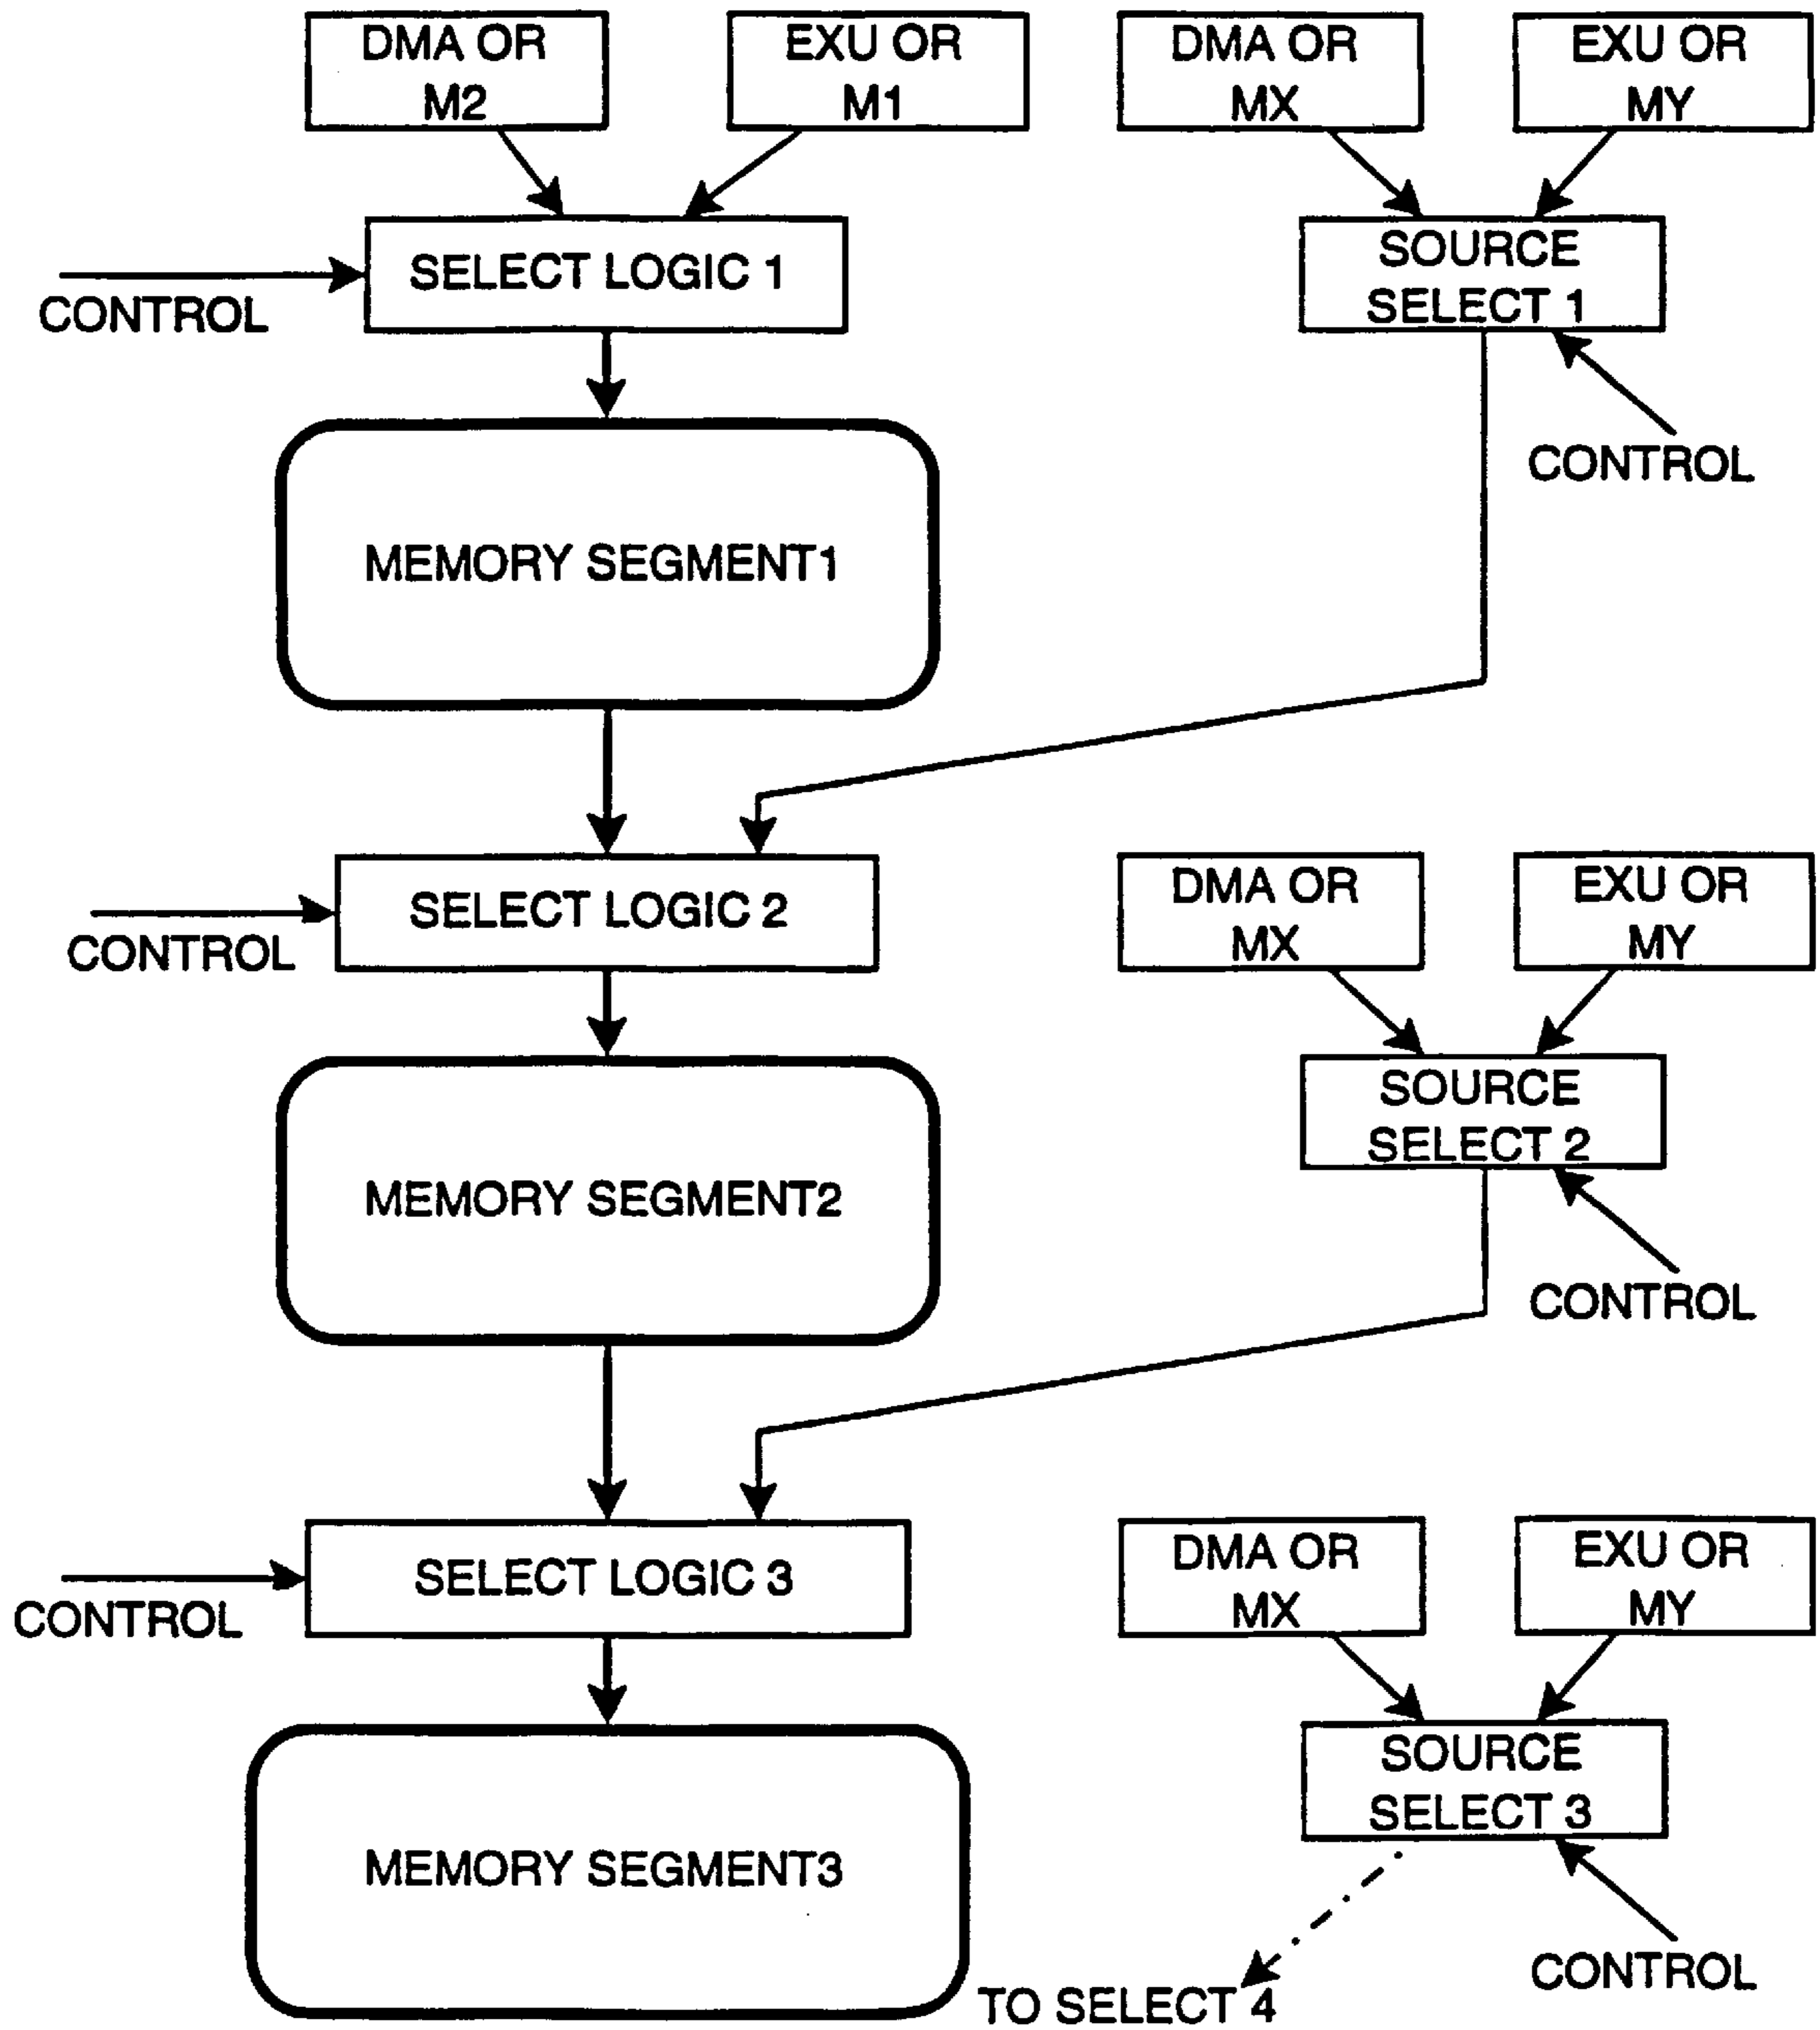 DMA OR
M2
EXU OR
M1
DMA OR
MX
EXU OR
MY
SELECT LOGIC 1
CONTROL
SOURCE
SELECT 1
CONTROL
MEMORY SEGMENT1
SELECT LOGIC 2
CONTROL
DMA OR
MX
EXU OR
MY
SOURCE
SELECT 2
CONTROL
MEMORY SEGMENT2
SELECT LOGIC 3
CONTROL
DMA OR
MX
EXU OR
MY
SOURCE
SELECT 3
CONTROL
MEMORY SEGMENT3
TO SELECT 4